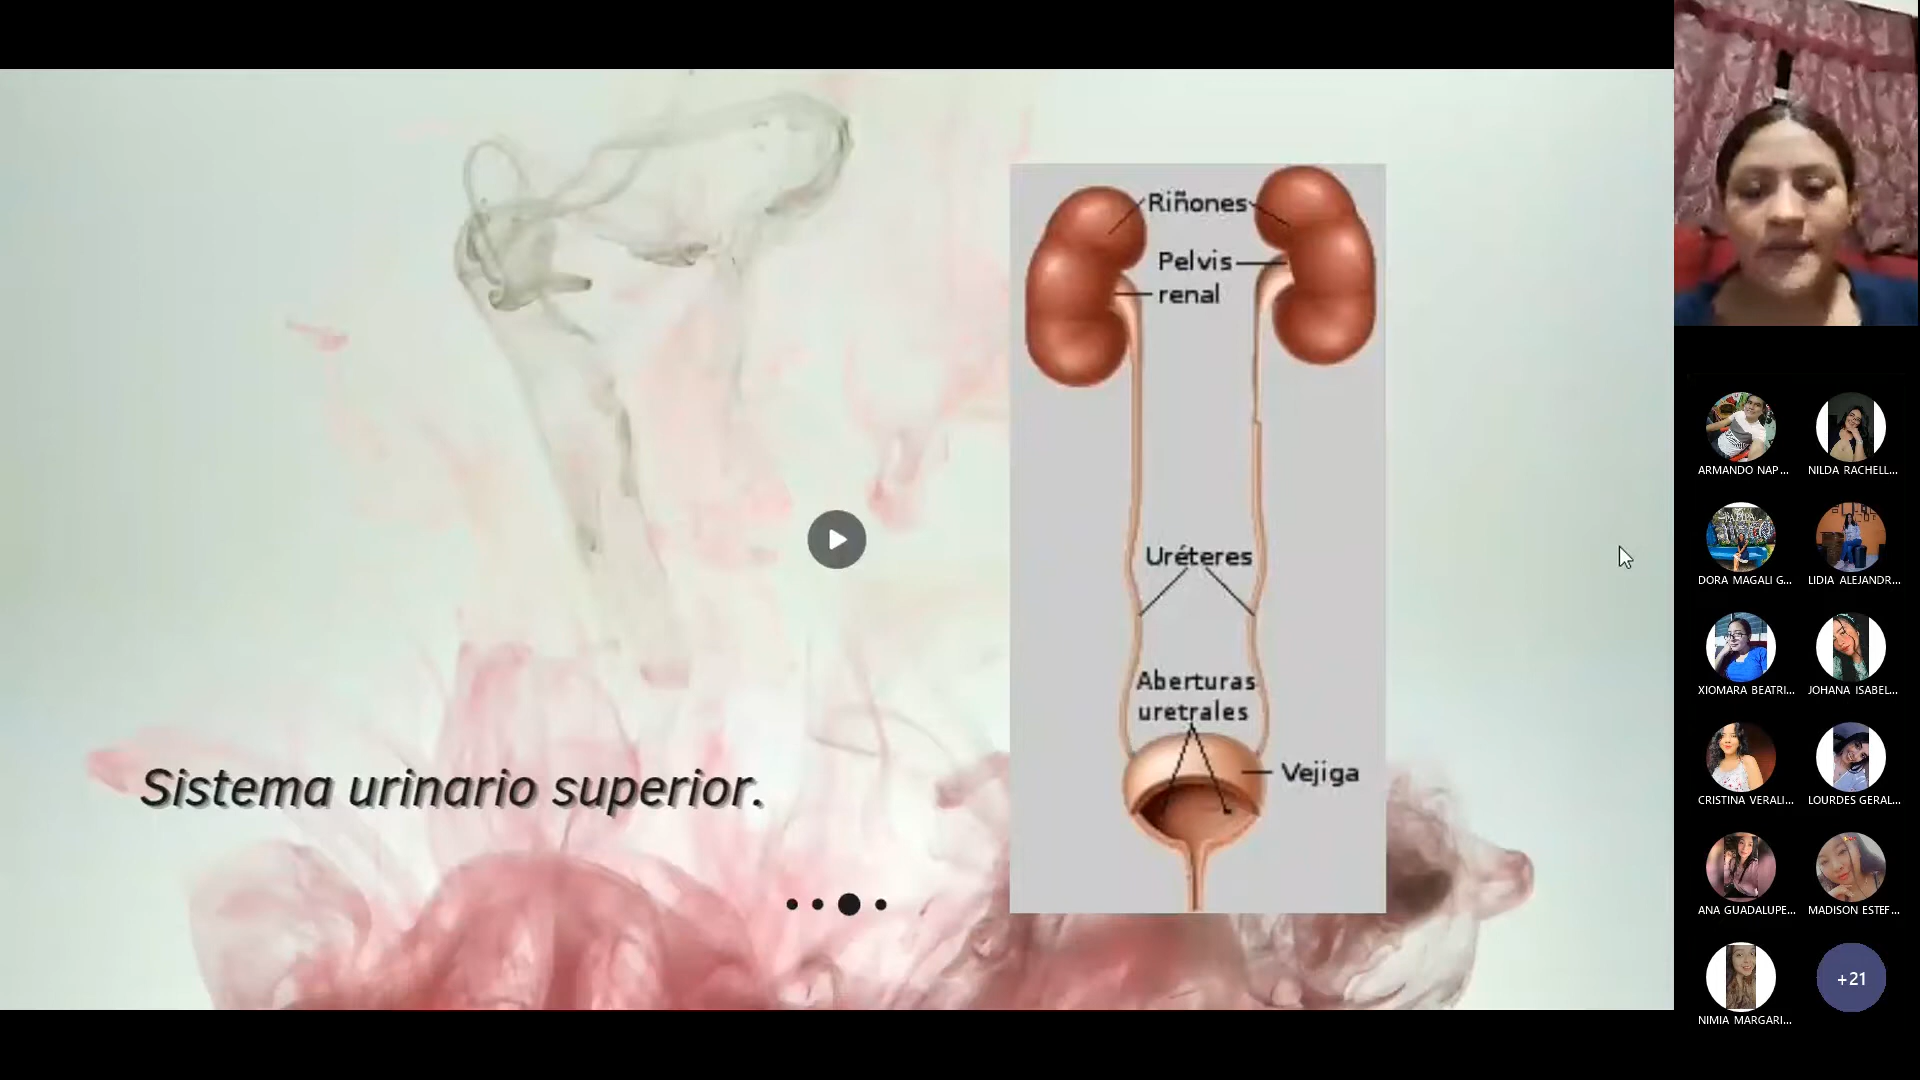 Riñones
Pelvis
renal
Uréteres
Aberturas
uretrales
Vejiga
Sistema urinario superior.
ARMANDO NAP...
NILDA RACHELL...
DORA MAGALI G...
LIDIA ALEJANDR...
XIOMARA BEATRI...
JOHANA ISABEL...
CRISTINA VERALI...
LOURDES GERAL...
ANA GUADALUPE...
MADISON ESTEF...
NIMIA MARGARI...
+21